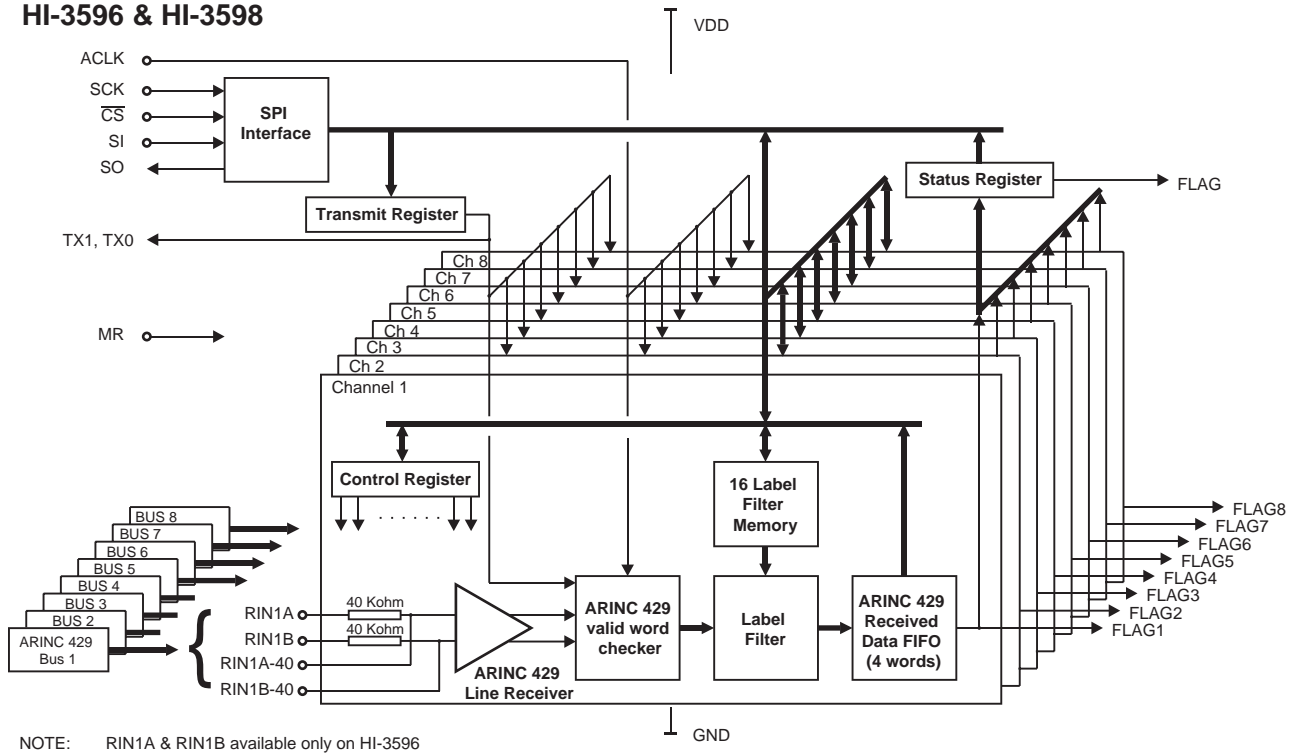 HI-3596 & HI-3598
VDD
ACLK
SCK
CS
SI
SO
SPI
Interface
Transmit Register
Status Register
FLAG
TX1, TX0
MR
Ch 8
Ch 7
Ch 6
Ch 5
Ch 4
Ch 3
Ch 2
Channel 1
Control Register
. . . . . .
16 Label
Filter
Memory
BUS 8
BUS 7
BUS 6
BUS 5
BUS 4
BUS 3
BUS 2
ARINC 429
Bus 1
RIN1A
RIN1B
RIN1A-40
RIN1B-40
40 Kohm
40 Kohm
ARINC 429
Line Receiver
ARINC 429
valid word
checker
Label
Filter
ARINC 429
Received
Data FIFO
(4 words)
FLAG8
FLAG7
FLAG6
FLAG5
FLAG4
FLAG3
FLAG2
FLAG1
GND
NOTE: RIN1A & RIN1B available only on HI-3596